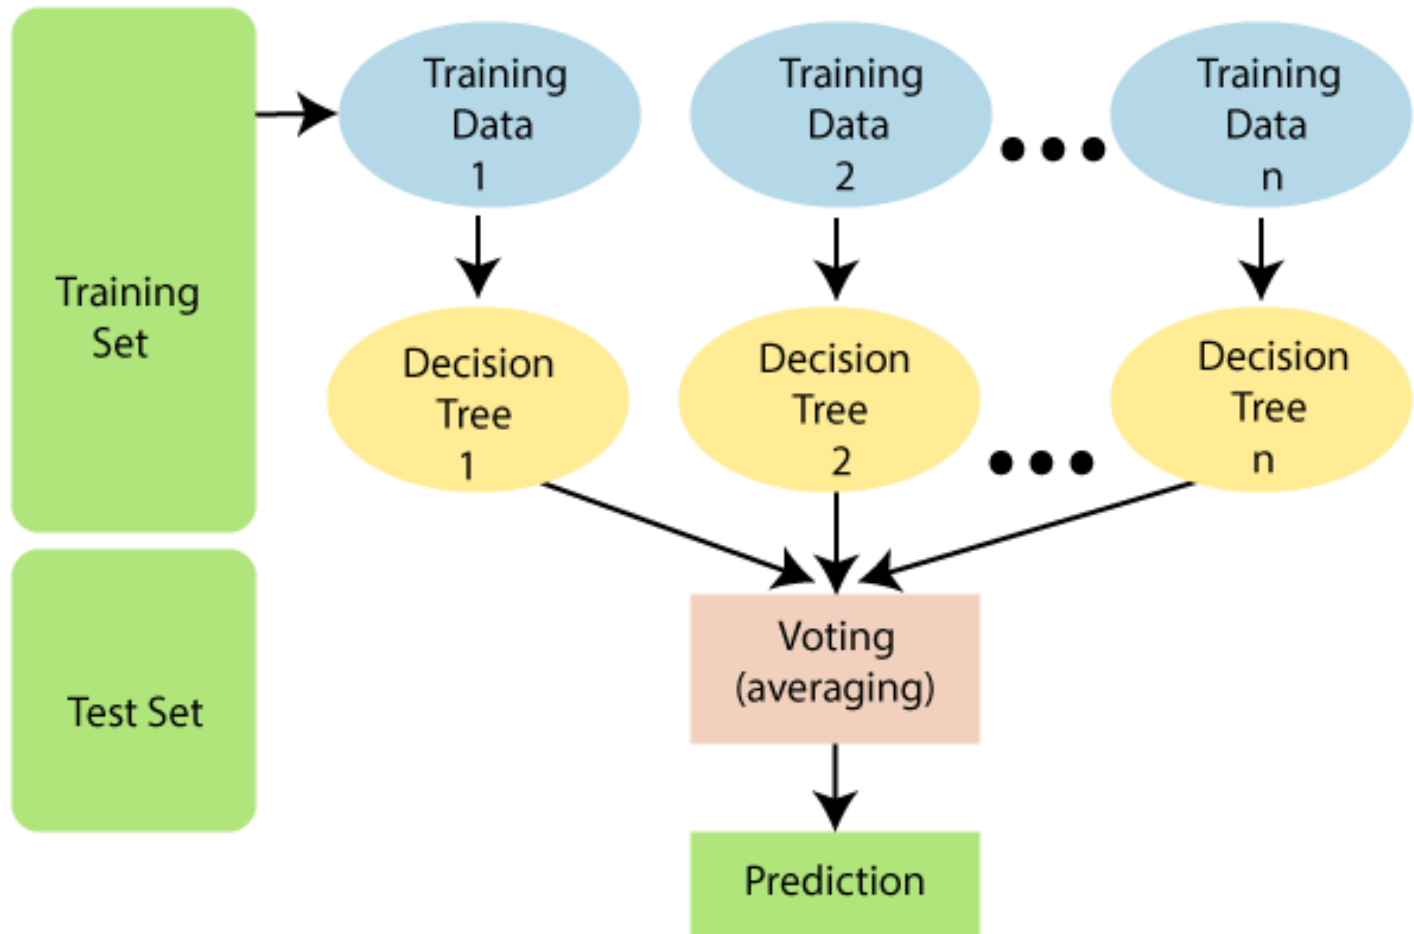 Training
Data
1
Training
Data
2
Training
Data
n
Training
Set
Decision
Tree
1
Decision
Tree
2
Decision
Tree
n
Voting
(averaging)
Test Set
Prediction